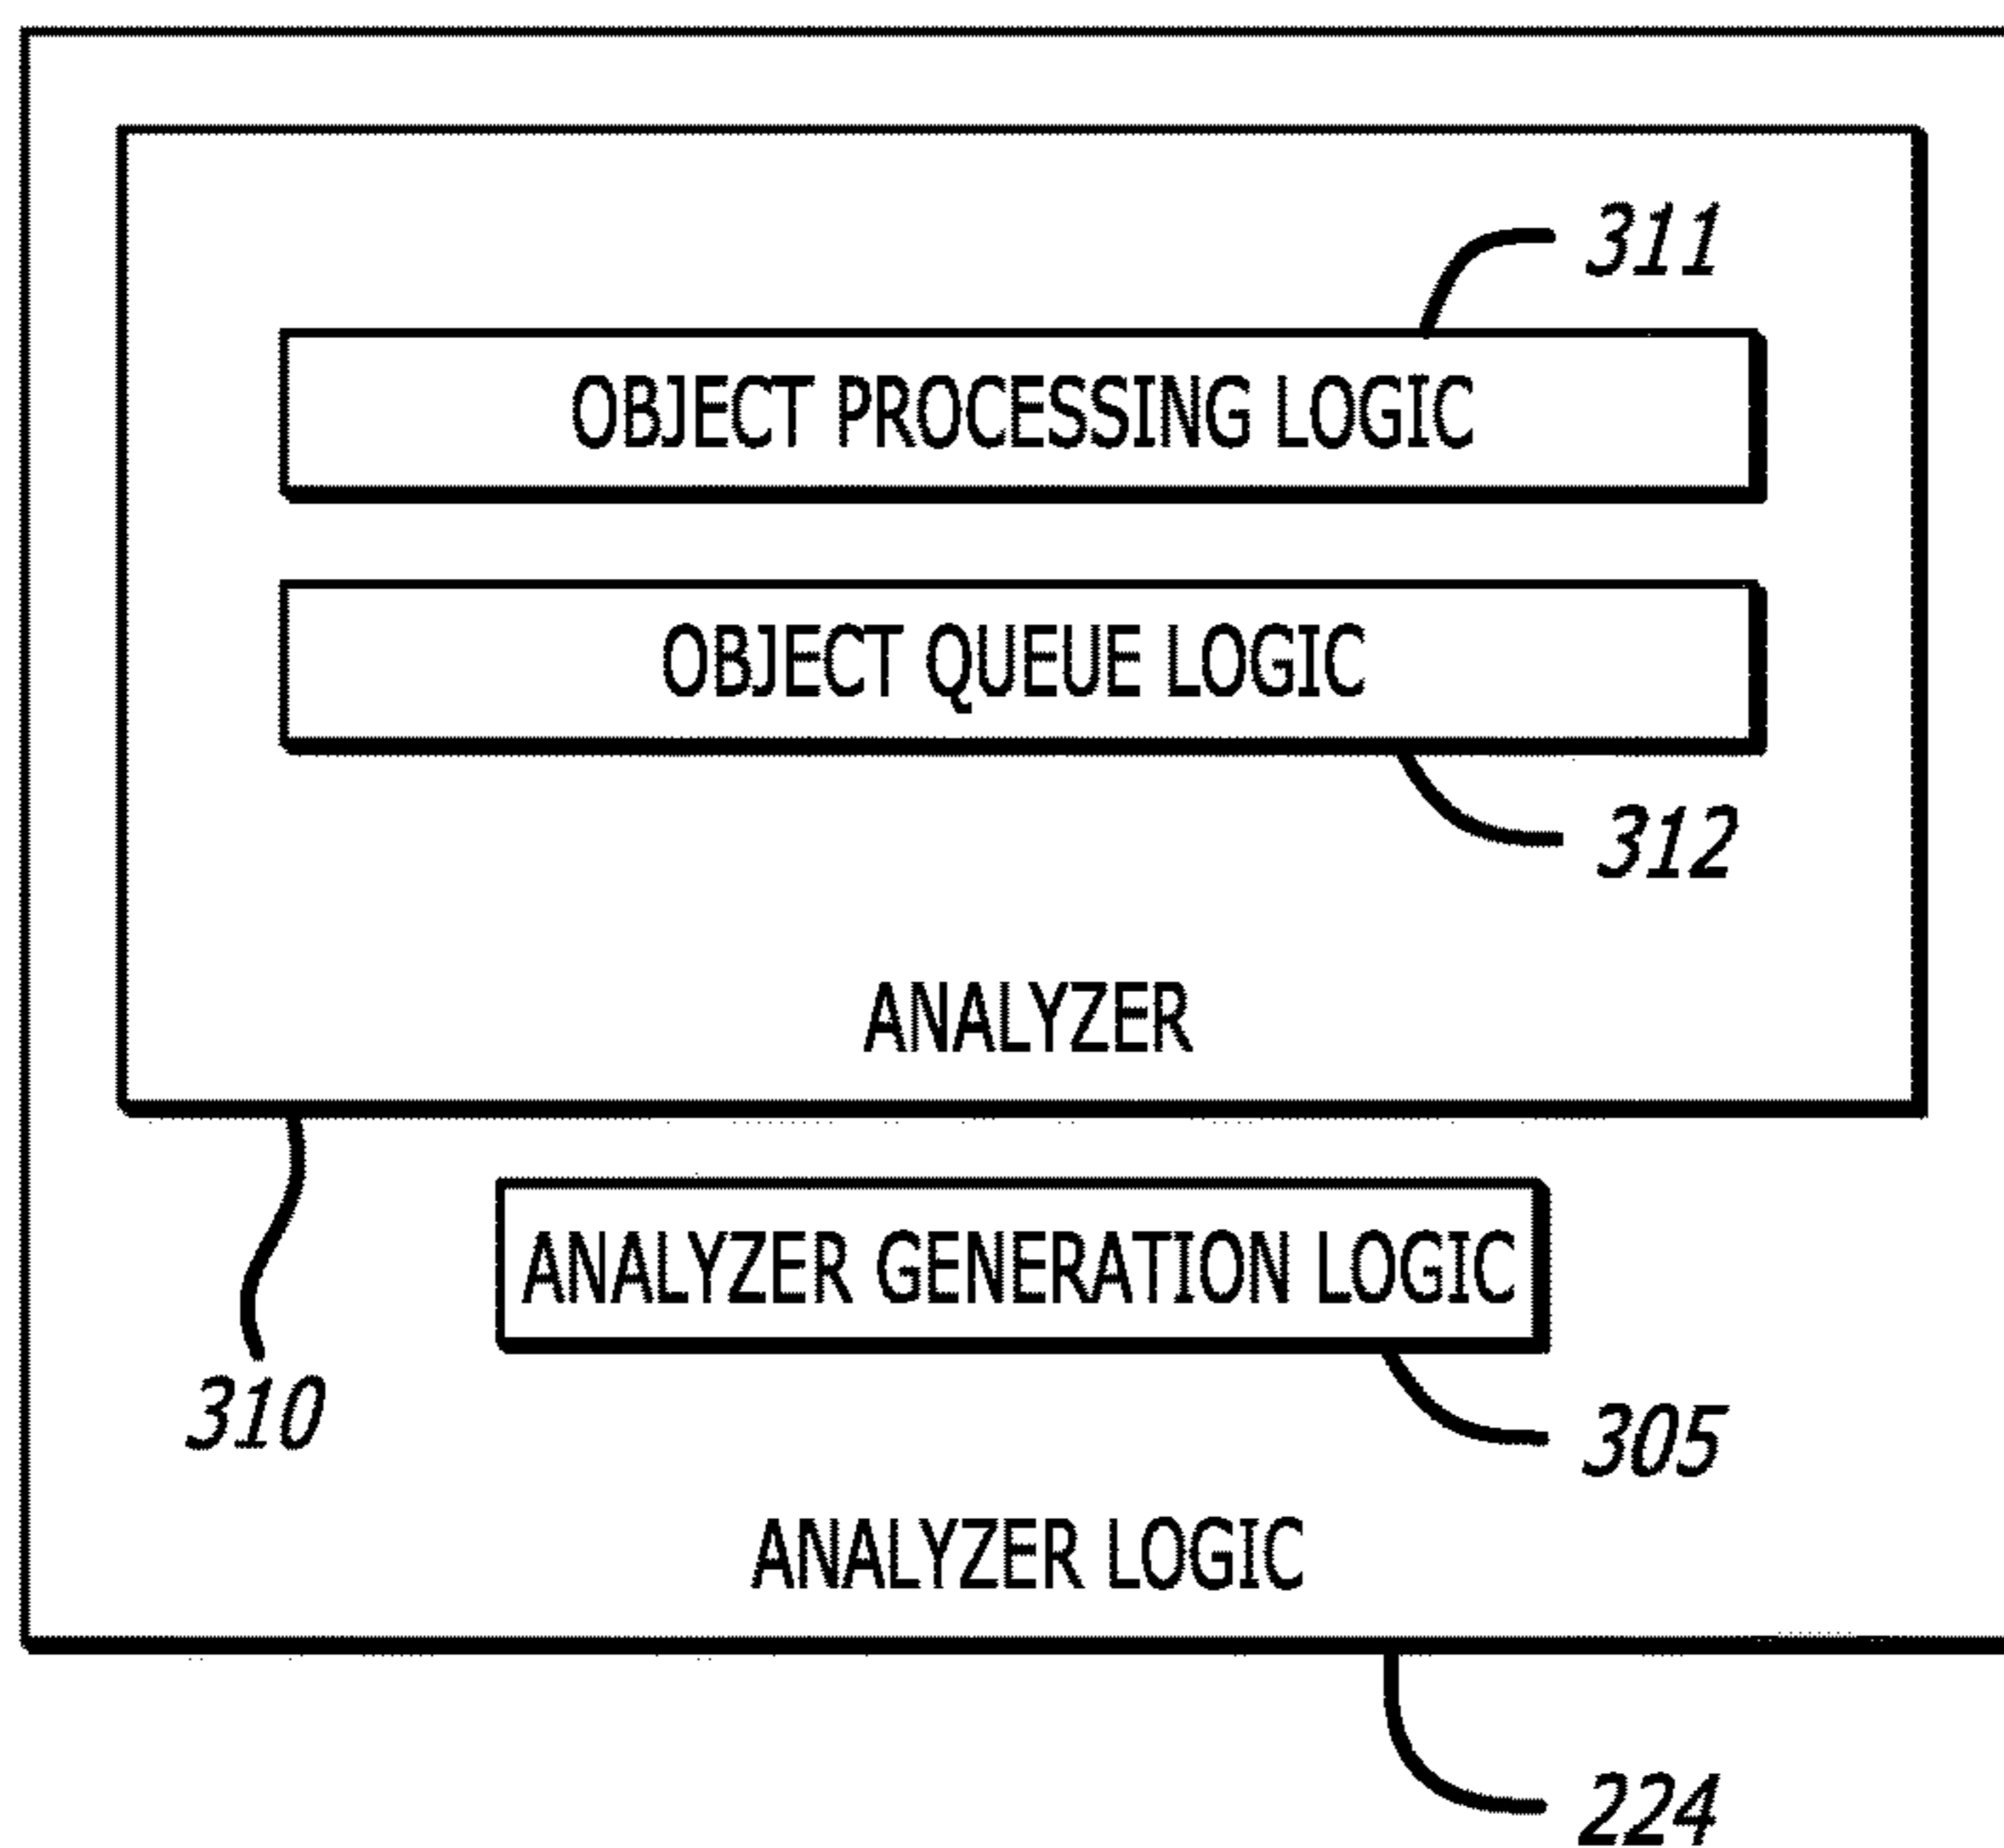 311
OBJECT PROCESSING LOGIC
OBJECT QUEUE LOGIC
312
ANALYZER
ANALYZER GENERATION LOGIC
310
305
ANALYZER LOGIC
224